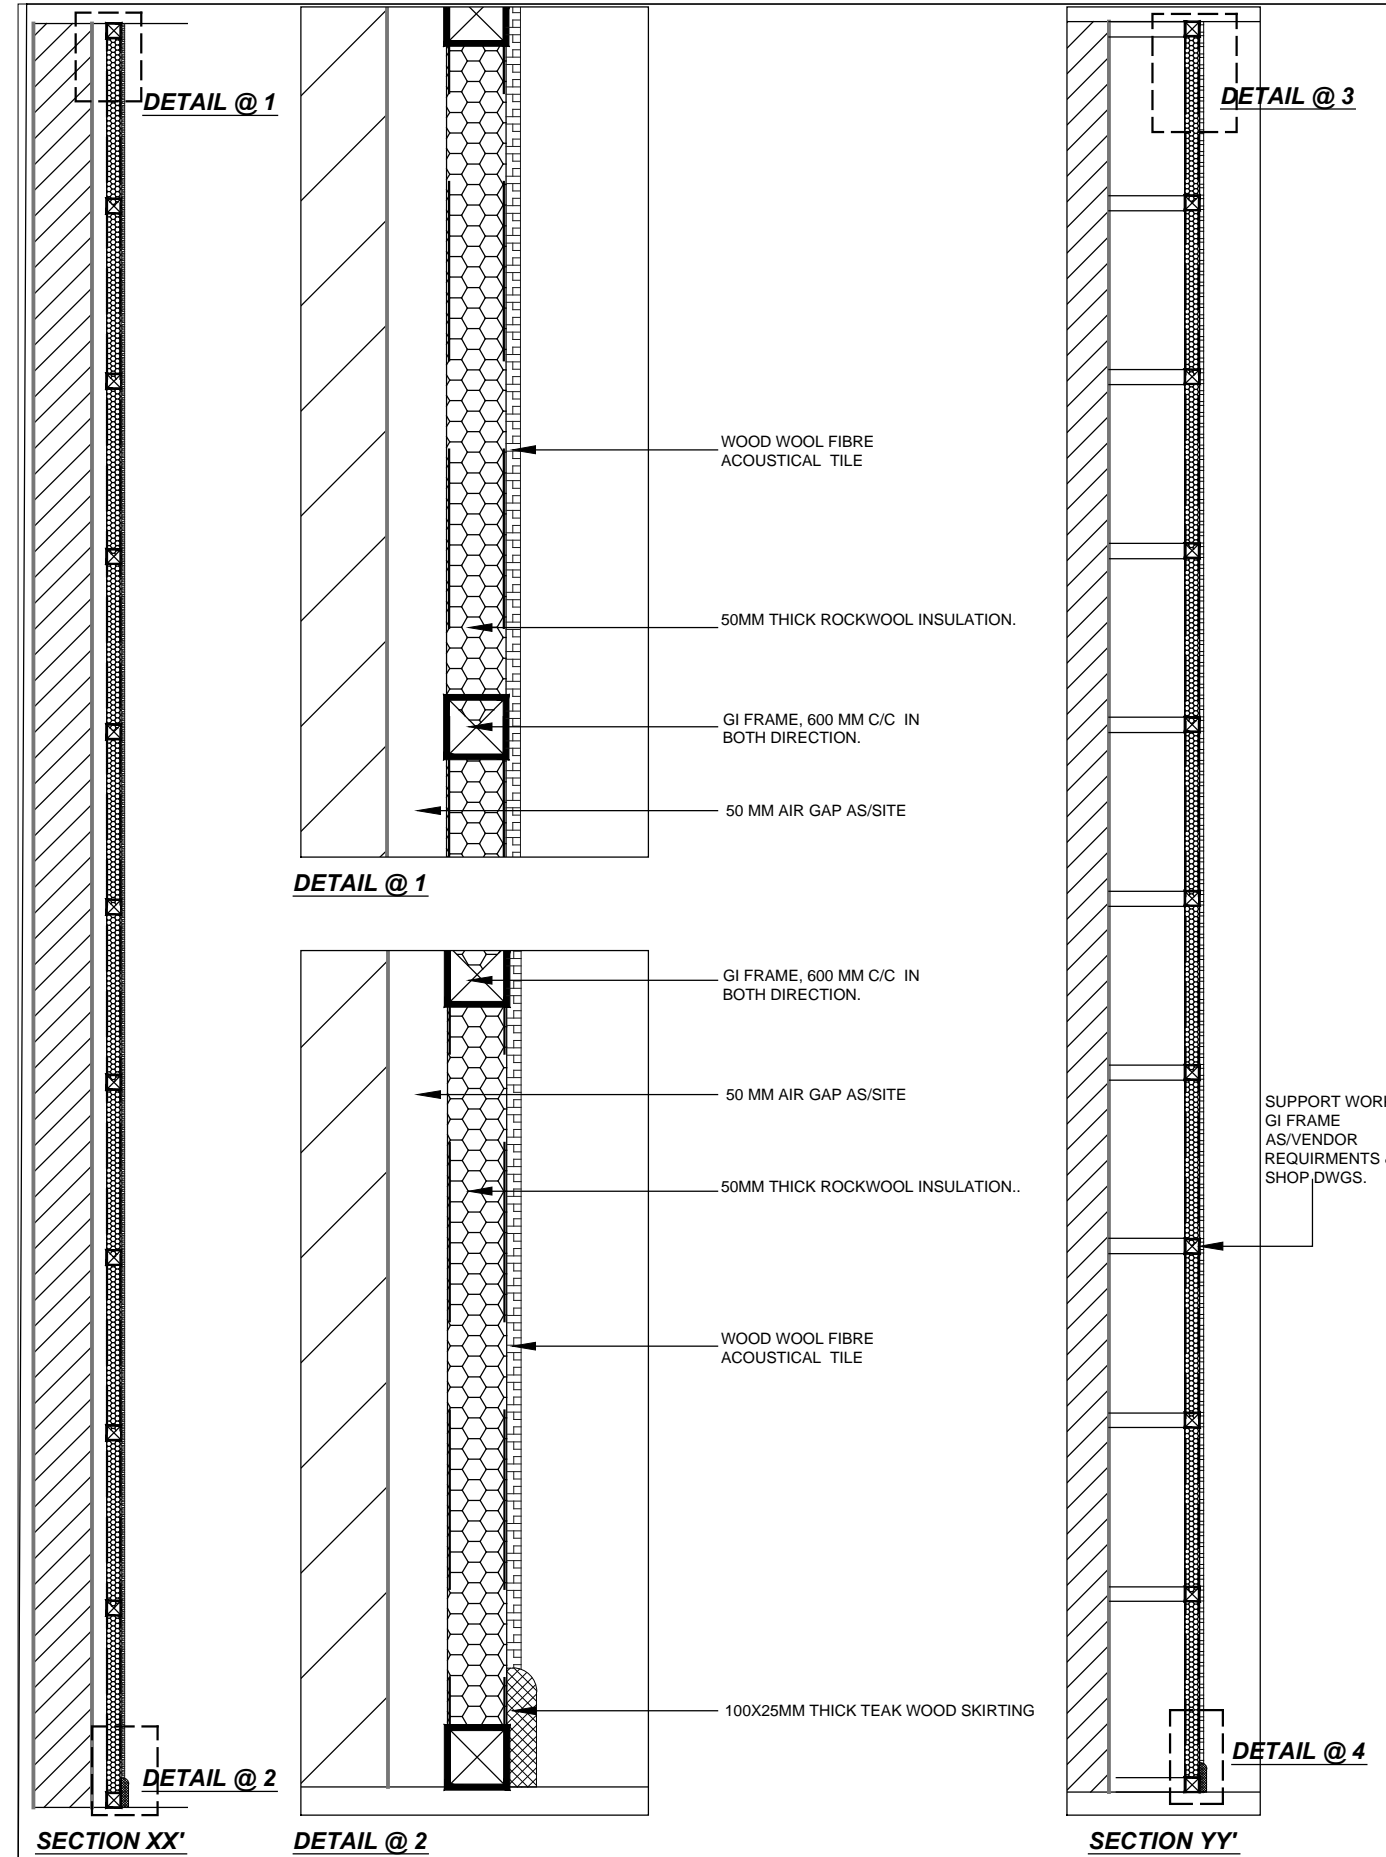 DETAIL @ 1
WOOD WOOL FIBRE
ACOUSTICAL TILE
50MM THICK ROCKWOOL INSULATION.
GI FRAME, 600 MM C/C IN
BOTH DIRECTION.
50 MM AIR GAP AS/SITE
DETAIL @ 1
GI FRAME, 600 MM C/C IN
BOTH DIRECTION.
50 MM AIR GAP AS/SITE
50MM THICK ROCKWOOL INSULATION..
WOOD WOOL FIBRE
ACOUSTICAL TILE
100X25MM THICK TEAK WOOD SKIRTING
DETAIL @ 2
SECTION XX'
DETAIL @ 2
DETAIL @ 3
SUPPORT WORK
GI FRAME
AS/VENDOR
REQUIRMENTS
SHOP DWGS.
DETAIL @ 4
SECTION YY'